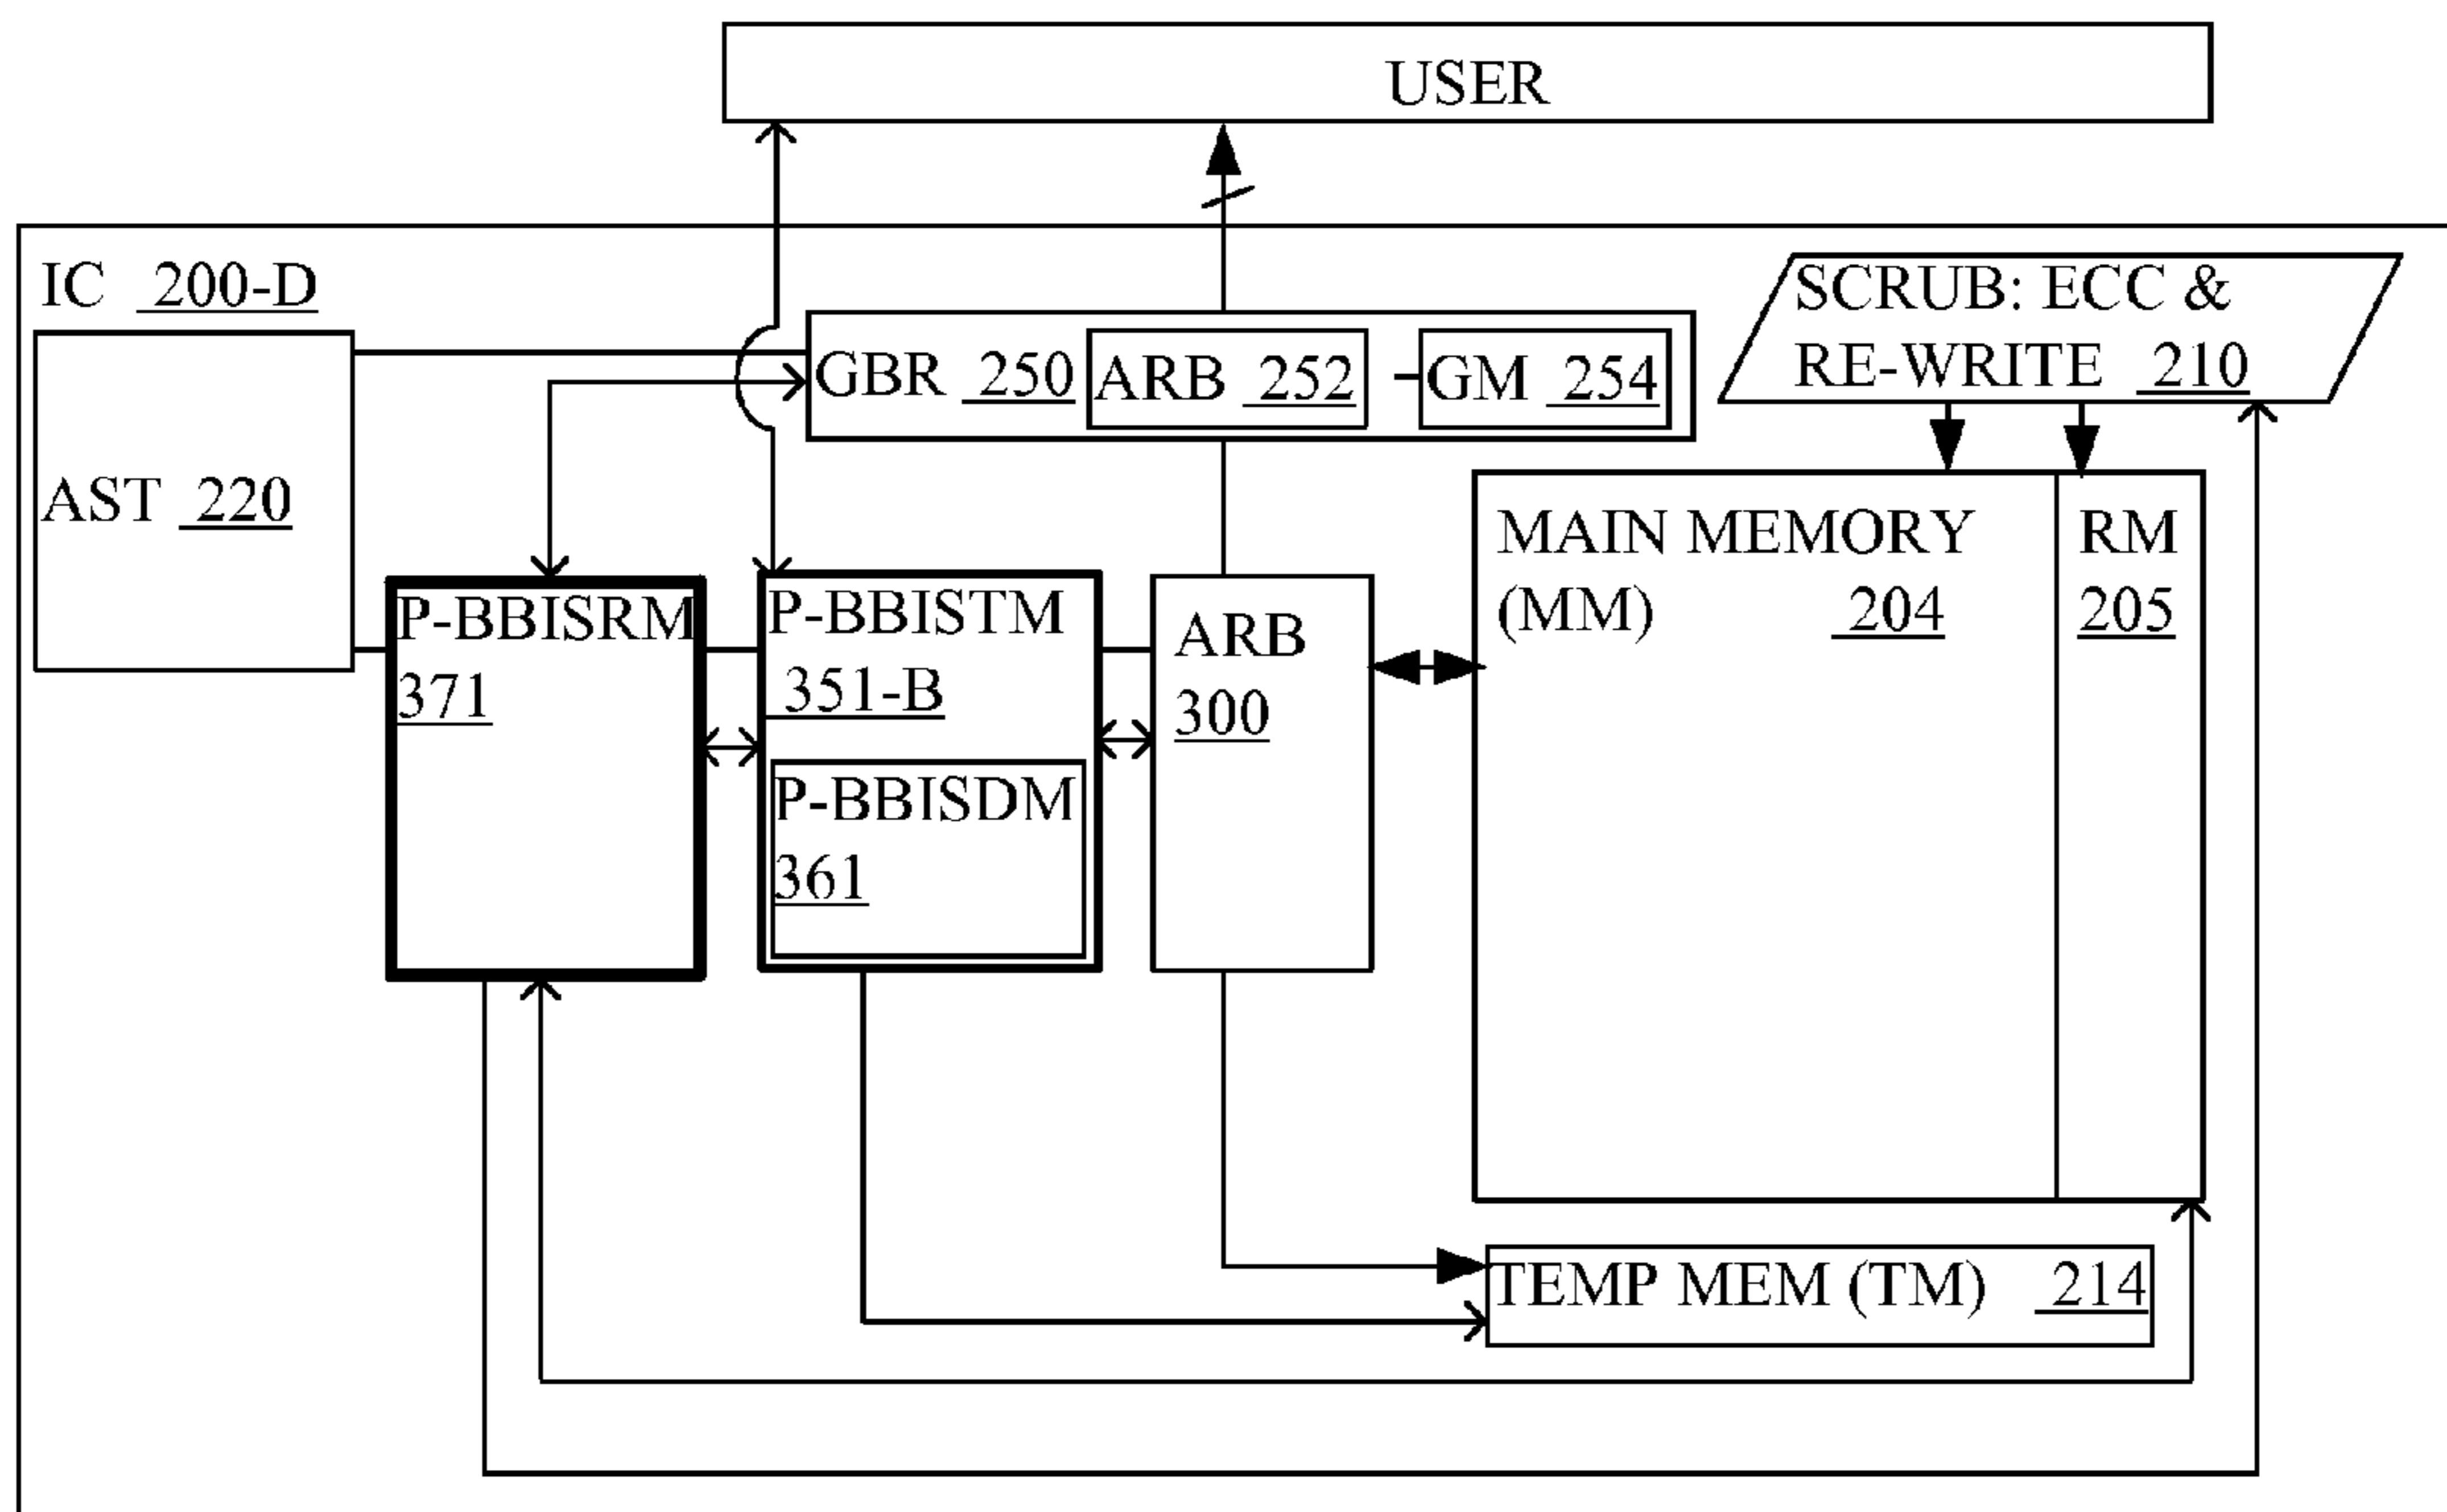 USER
IC 200-D
SCRUB: ECC &
RE-WRITE 210
GBR 250
ARB 252
GM 254
AST 220
MAIN MEMORY
(MM) 204
RM
205
P-BBISRM
371
P-BBISTM
351-B
P-BBISDM
361
ARB
300
TEMP MEM (TM) 214